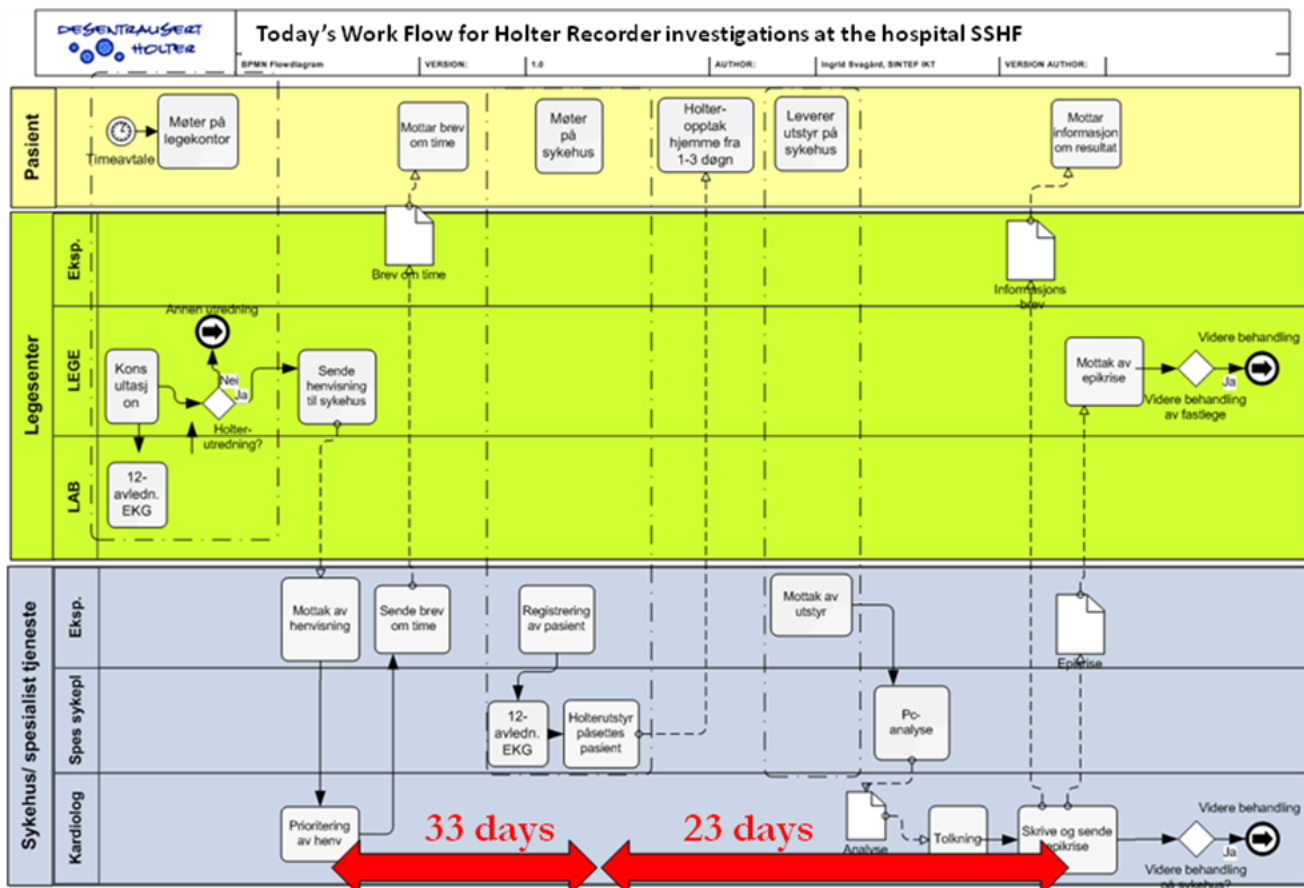 DESENTRALISERT
HOLTER
Today's Work Flow for Holter Recorder investigations at the hospital SSHF
BPMN Flowdiagram
VERSION:
1.0
AUTHOR:
Ingrid Svagård, SINTEF IKT
VERSION AUTHOR:
Pasient
Timeavtale
Møter på
legekontor
Mottar brev
om time
Møter
på
sykehus
Holter-
opptak
hjemme fra
1-3 døgn
Leverer
utstyr på
sykehus
Mottar
informasjon
om resultat
Legesenter
Eksp.
Brev om time
Informasjons
-brev
LEGE
Annen utredning
Kons
ultasj
on
Nei
Ja
Holter-
utredning?
Sende
henvisning
til sykehus
Mottak av
epikrise
Videre behandling
Ja
Videre behandling
av fastlege
LAB
12-
avledn.
EKG
Sykehus/ spesialist tjeneste
Eksp.
Mottak av
henvisning
Sende brev
om time
Registrering
av pasient
Mottak av
utstyr
Epikrise
Spes sykepl
12-
avledn.
EKG
Holterutstyr
påsettes
pasient
Pc-
analyse
Kardiolog
Prioritering
av henv
33 days
23 days
Analyse
Tolkning
Skrive og sende
epikrise
Videre behandling
Ja
Videre behandling
på sykehus?